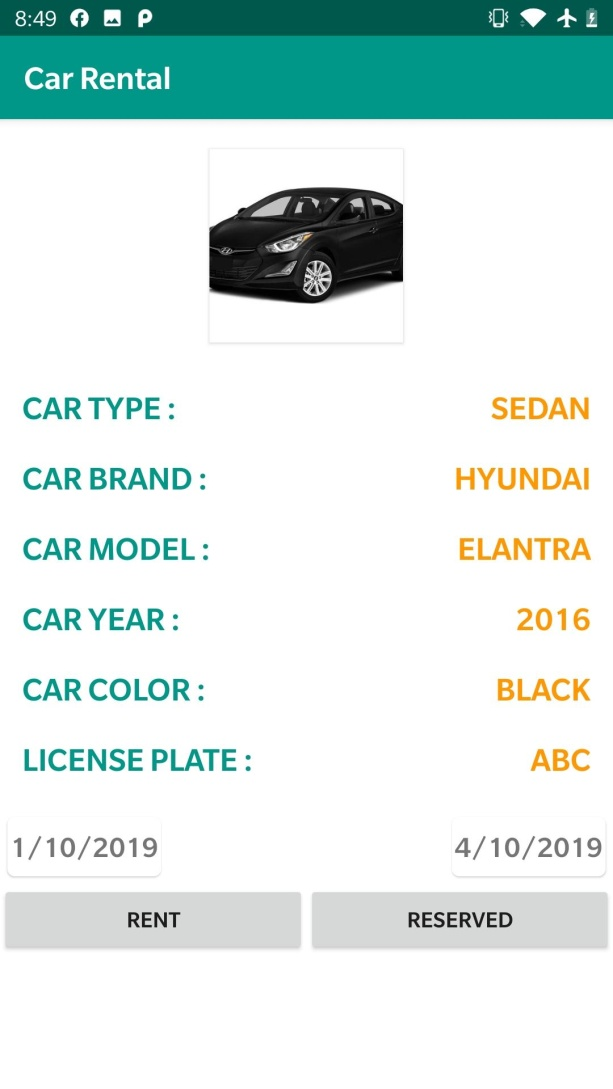 8:49
Car Rental
CAR TYPE : SEDAN
CAR BRAND : HYUNDAI
CAR MODEL : ELANTRA
CAR YEAR : 2016
CAR COLOR : BLACK
LICENSE PLATE : ABC
1/10/2019 4/10/2019
RENT RESERVED